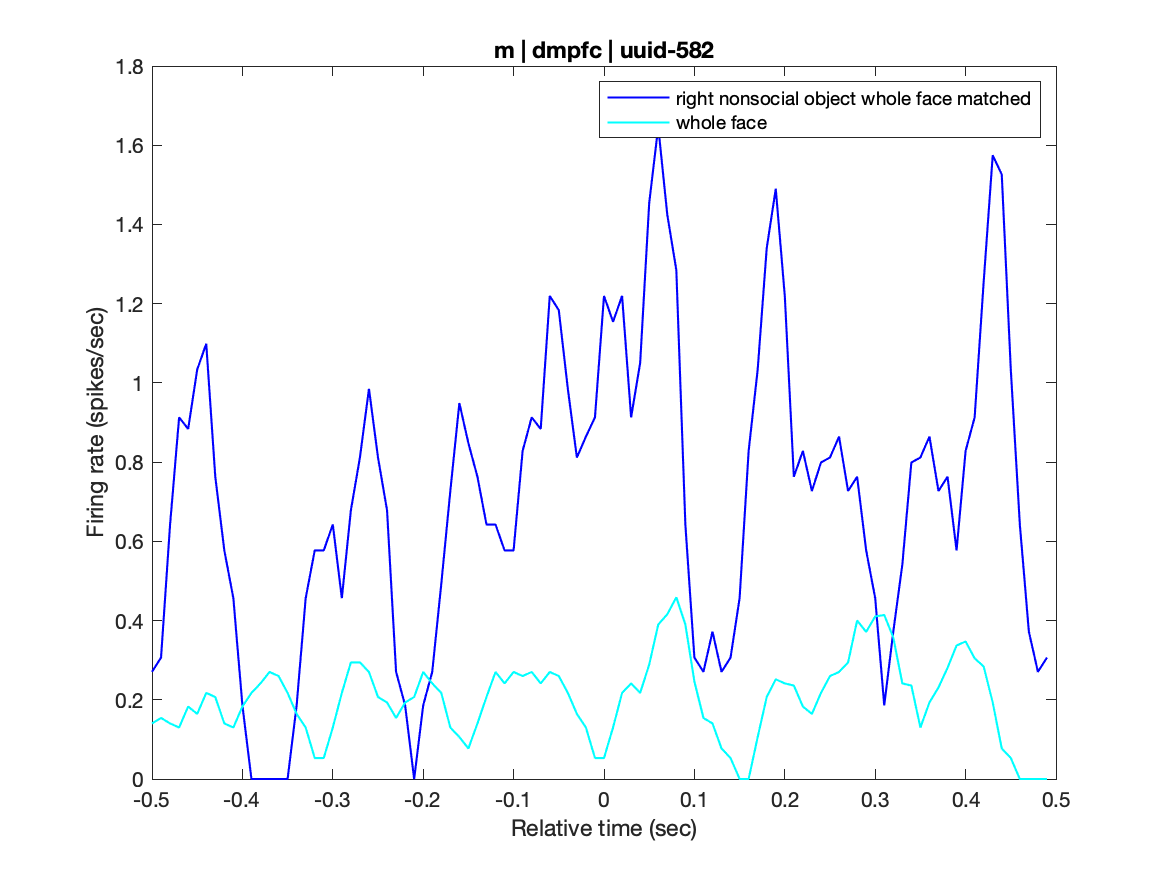 m | dmpfc | uuid-582
right nonsocial object whole face matched
whole face
Firing rate (spikes/sec)
1.8
1.6
1.4
1.2
1
0.8
0.6
0.4
0.2
0
-0.5 -0.4 -0.3 -0.2 -0.1 0 0.1 0.2 0.3 0.4 0.5
Relative time (sec)